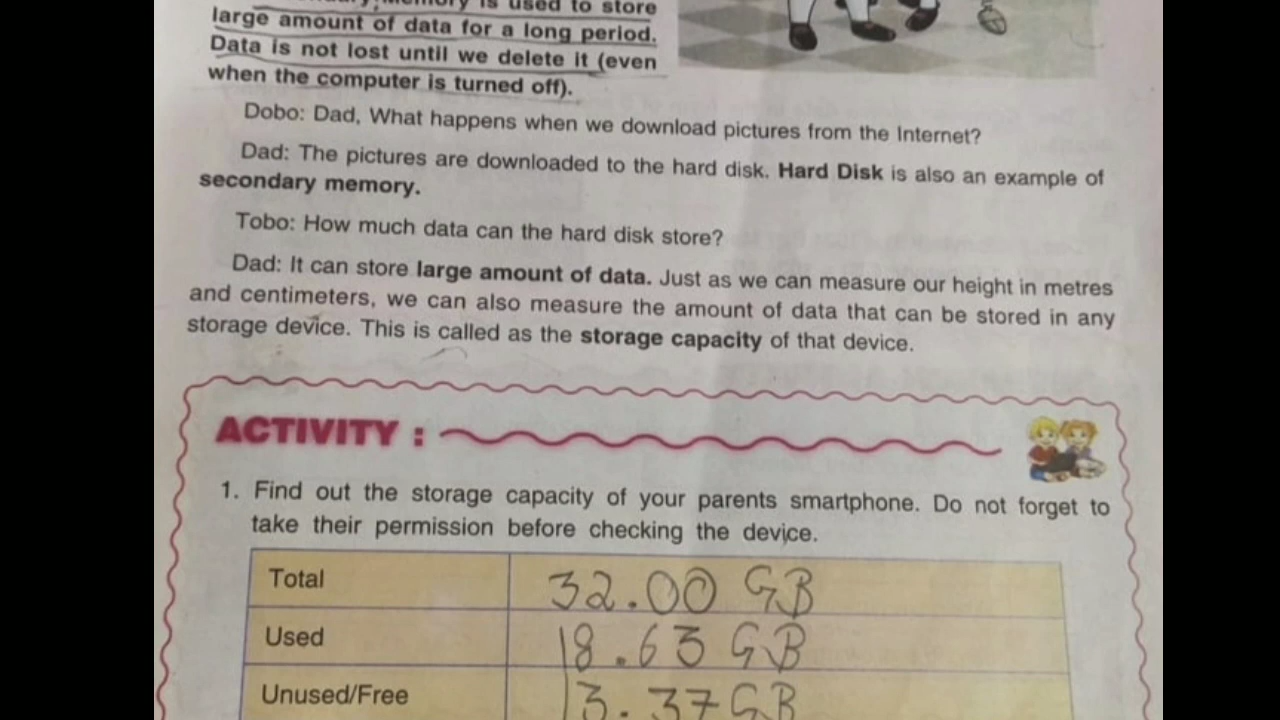 is used to store
large amount of data for a long period.
Data is not lost until we delete it (even
when the computer is turned off).
Dobo: Dad, What happens when we download pictures from the Internet?
Dad: The pictures are downloaded to the hard disk. Hard Disk is also an example of
secondary memory.
Tobo: How much data can the hard disk store?
Dad: It can store large amount of data. Just as we can measure our height in metres
and centimeters, we can also measure the amount of data that can be stored in any
storage device. This is called as the storage capacity of that device.
ACTIVITY :
1. Find out the storage capacity of your parents smartphone. Do not forget to
take their permission before checking the device.
Total 32.00 GB
Used 18.63 GB
Unused/Free 13.37 GB